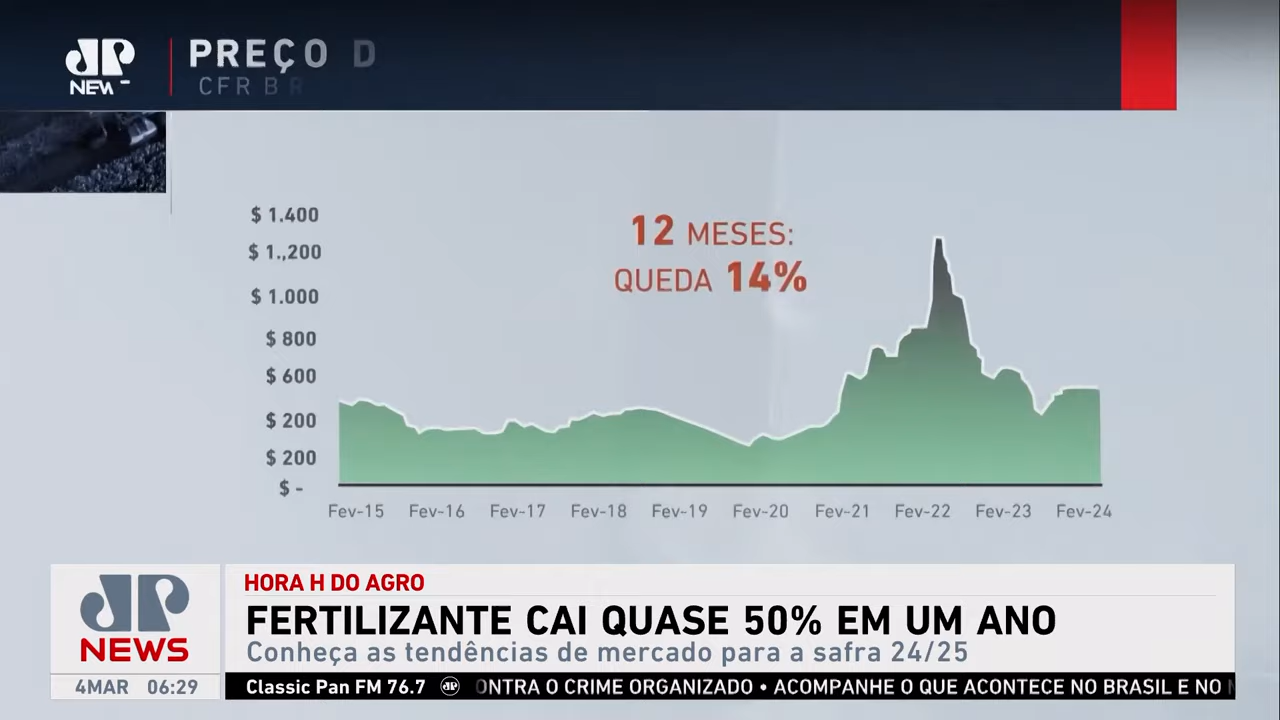 JP
NEW
PREÇO D
CFR BR
$ 1.400
$ 1.,200
$ 1.000
$ 800
$ 600
$ 200
$ 200
$ -
12 MESES:
QUEDA 14%
Fev-15 Fev-16 Fev-17 Fev-18 Fev-19 Fev-20 Fev-21 Fev-22 Fev-23 Fev-24
JP
NEWS
HORA H DO AGRO
FERTILIZANTE CAI QUASE 50% EM UM ANO
Conheça as tendências de mercado para a safra 24/25
4MAR 06:29
Classic Pan FM 76.7 JP ONTRA O CRIME ORGANIZADO • ACOMPANHE O QUE ACONTECE NO BRASIL E NO